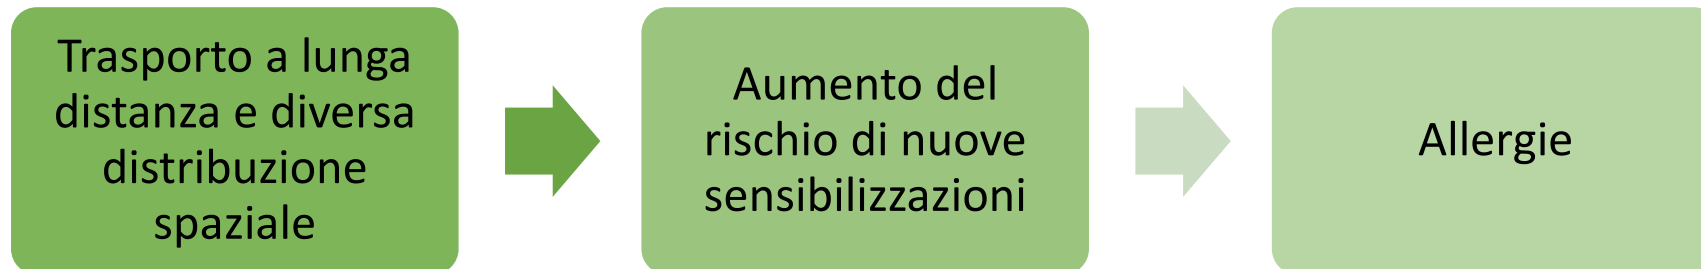 Trasporto a lunga
distanza e diversa
distribuzione
spaziale
Aumento del
rischio di nuove
sensibilizzazioni
Allergie